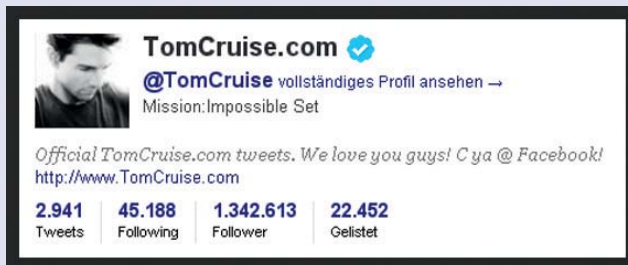 TomCruise.com
@TomCruise vollständiges Profil ansehen →
Mission:Impossible Set
Official TomCruise.com tweets. We love you guys! C ya @ Facebook!
http://www.TomCruise.com
2.941 45.188 1.342.613 22.452
Tweets Following Follower Gelistet